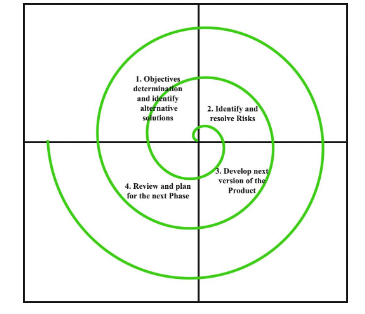 1. Objectives
determination
and identify
alternative
solutions
2. Identify and
resolve Risks
3. Develop next
version of the
Product
4. Review and plan
for the next Phase